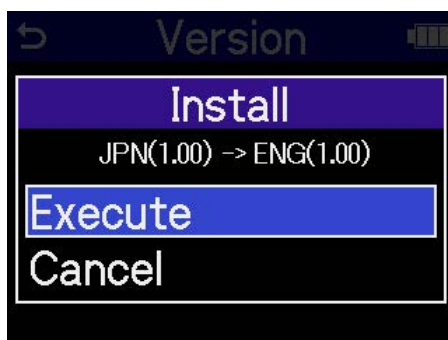 Version
Install
JPN(1.00) -> ENG(1.00)
Execute
Cancel